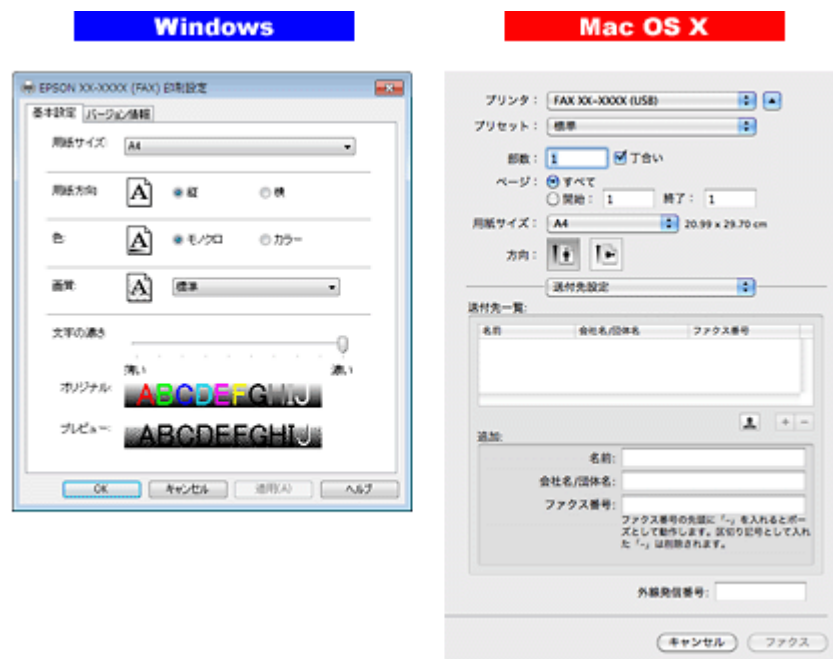 Windows
EPSON XX-XXXX (FAX) 印刷設定
基本設定 バージョン情報
用紙サイズ: A4
用紙方向: A 縦 横
色: A モノクロ カラー
画質: A 標準
文字の濃さ
薄い 濃い
オリジナル: ABCDEFGHIJ
プレビュー: ABCDEFGHIJ
OK キャンセル 適用(A) ヘルプ
Mac OS X
プリンタ： FAX XX-XXXX (USB)
プリセット： 標準
部数： 1 丁合い
ページ： すべて
開始： 1 終了： 1
用紙サイズ： A4 20.99 x 29.70 cm
方向：
送付先設定
送付先一覧:
名前 会社名/団体名 ファクス番号
+ −
追加:
名前:
会社名/団体名:
ファクス番号:
ファクス番号の先頭に「-」を入れるとポー
ズとして動作します。区切り記号として入れ
た「-」は削除されます。
外線発信番号:
キャンセル ファクス